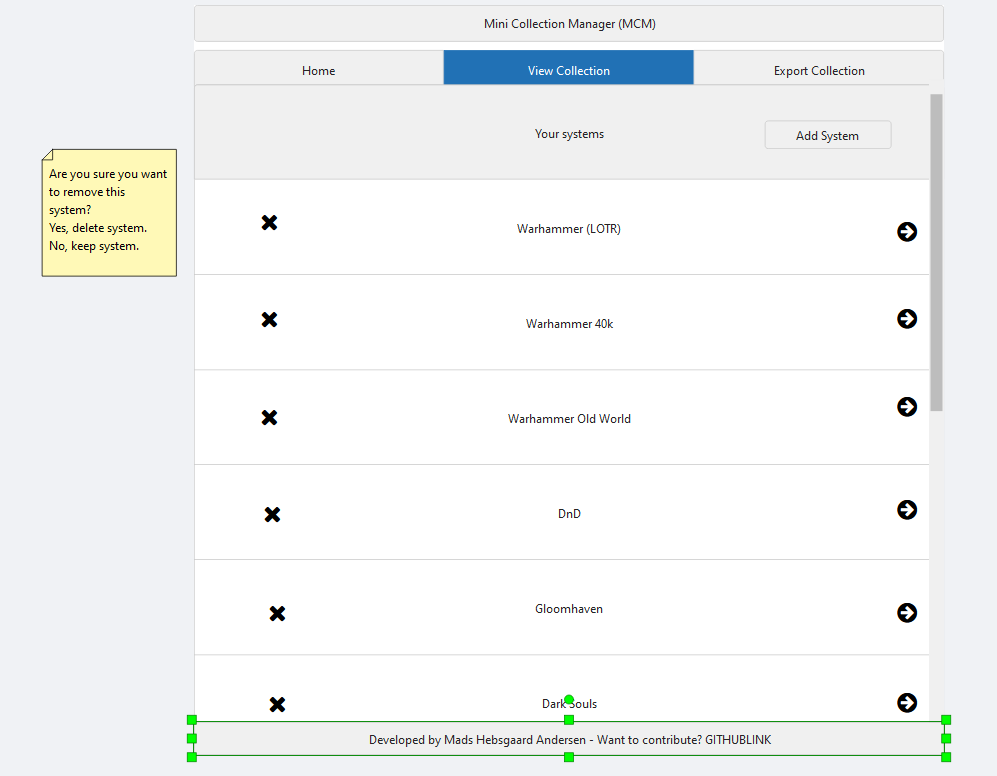 Mini Collection Manager (MCM)
Home
View Collection
Export Collection
Your systems
Add System
Are you sure you want
to remove this
system?
Yes, delete system.
No, keep system.
Warhammer (LOTR)
Warhammer 40k
Warhammer Old World
DnD
Gloomhaven
Dark Souls
Developed by Mads Hebsgaard Andersen - Want to contribute? GITHUBLINK